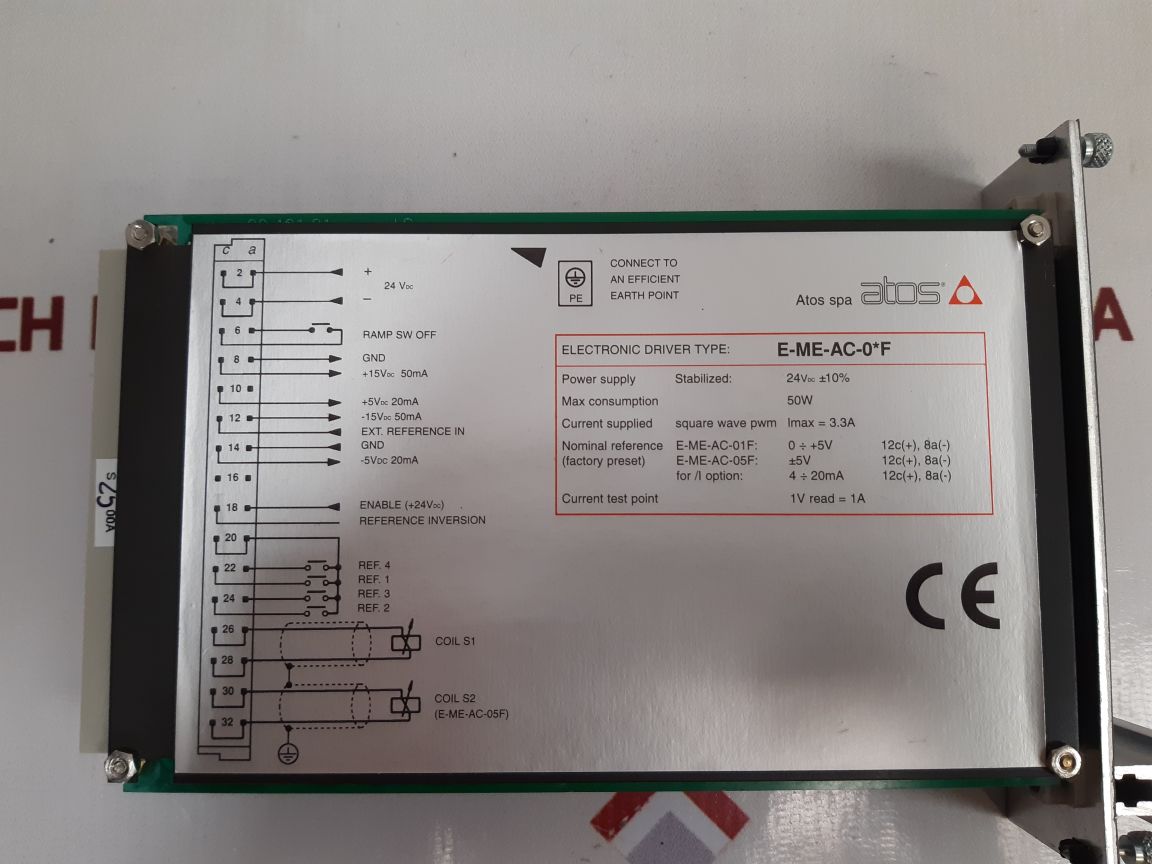 c a
2
+
24 VDC
4
–
6
RAMP SW OFF
8
GND
+15VDC 50mA
10
+5VDC 20mA
12
-15VDC 50mA
EXT. REFERENCE IN
14
GND
-5VDC 20mA
16
18
ENABLE (+24VDC)
REFERENCE INVERSION
20
22
REF. 4
REF. 1
24
REF. 3
REF. 2
26
COIL S1
28
30
COIL S2
(E-ME-AC-05F)
32
PE
CONNECT TO
AN EFFICIENT
EARTH POINT
Atos spa atos®
ELECTRONIC DRIVER TYPE: E-ME-AC-0*F
Power supply Stabilized: 24VDC ±10%
Max consumption 50W
Current supplied square wave pwm Imax = 3.3A
Nominal reference E-ME-AC-01F: 0 ÷ +5V 12c(+), 8a(-)
(factory preset) E-ME-AC-05F: ±5V 12c(+), 8a(-)
for /I option: 4 ÷ 20mA 12c(+), 8a(-)
Current test point 1V read = 1A
CE
S
25
00A
CH
A